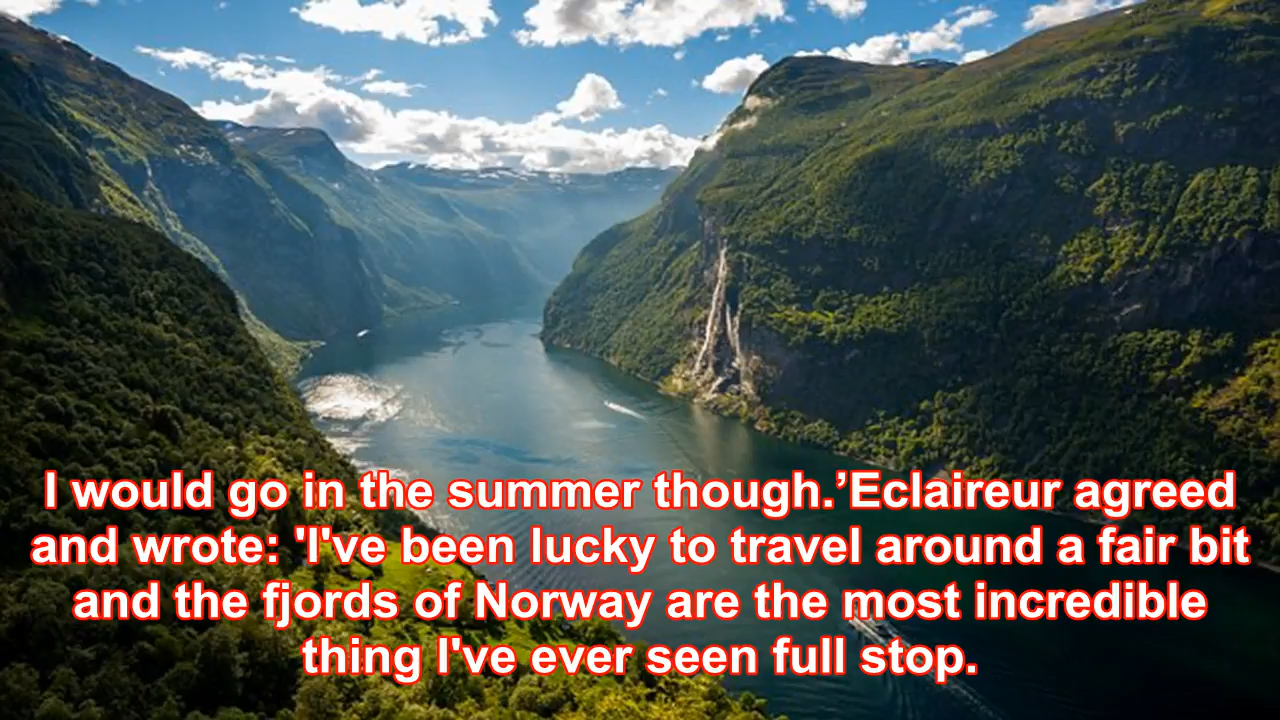 I would go in the summer though.’Eclaireur agreed
and wrote: 'I've been lucky to travel around a fair bit
and the fjords of Norway are the most incredible
thing I've ever seen full stop.